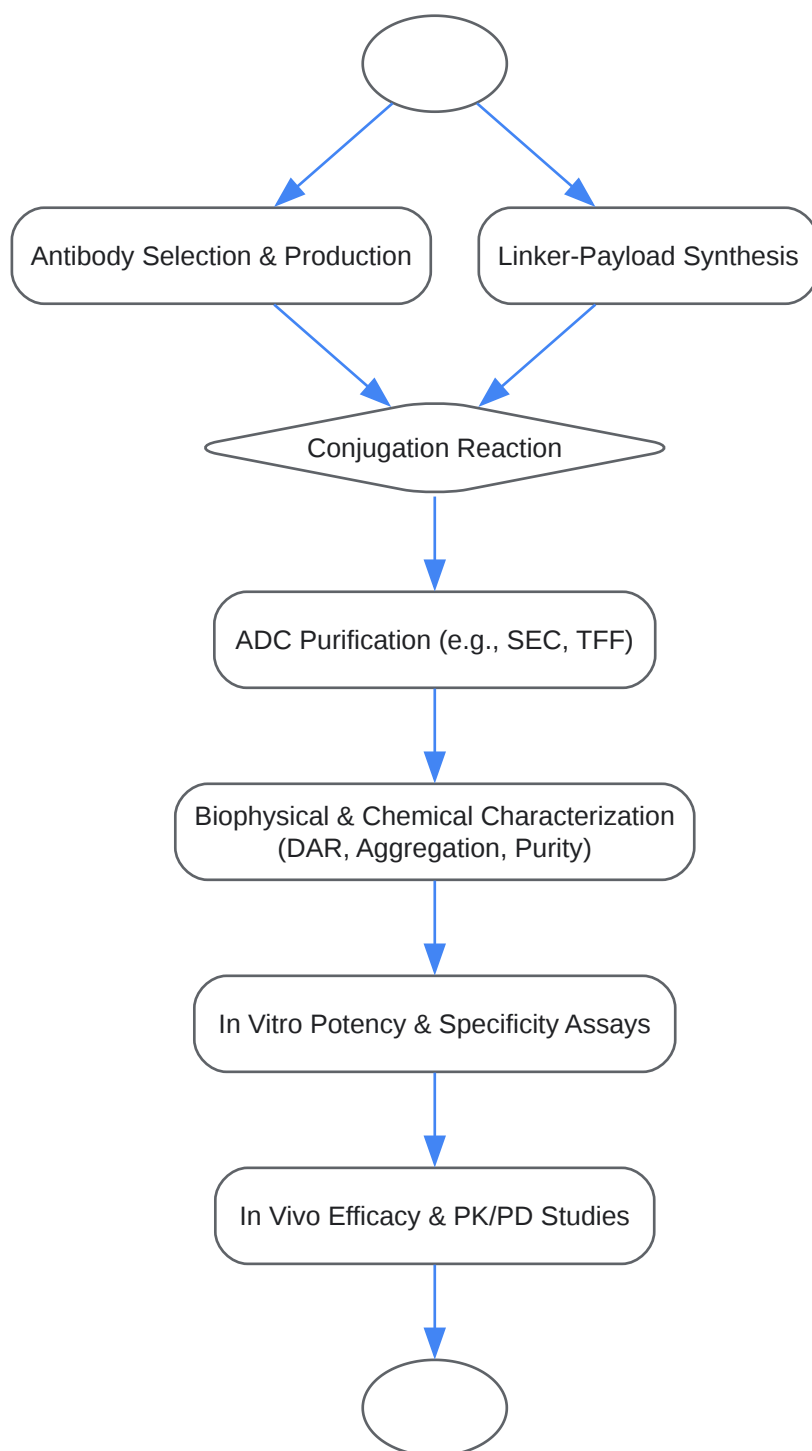 Antibody Selection & Production
Linker-Payload Synthesis
Conjugation Reaction
ADC Purification (e.g., SEC, TFF)
Biophysical & Chemical Characterization
(DAR, Aggregation, Purity)
In Vitro Potency & Specificity Assays
In Vivo Efficacy & PK/PD Studies